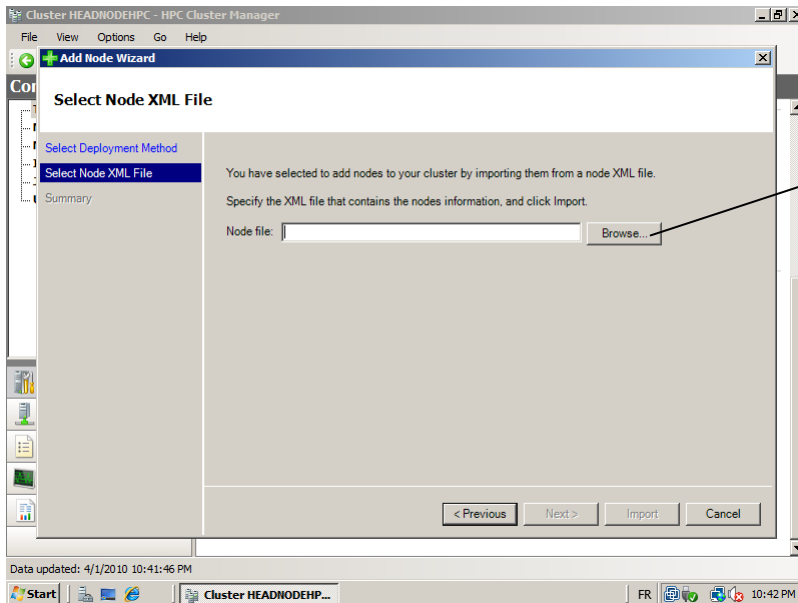 Cluster HEADNODEHPC - HPC Cluster Manager
File View Options Go Help
Add Node Wizard
Select Node XML File
Select Deployment Method
Select Node XML File
You have selected to add nodes to your cluster by importing them from a node XML file.
Summary
Specify the XML file that contains the nodes information, and click Import.
Node file:
Browse...
< Previous
Next >
Import
Cancel
Data updated: 4/1/2010 10:41:46 PM
Start
Cluster HEADNODEHP...
FR
10:42 PM